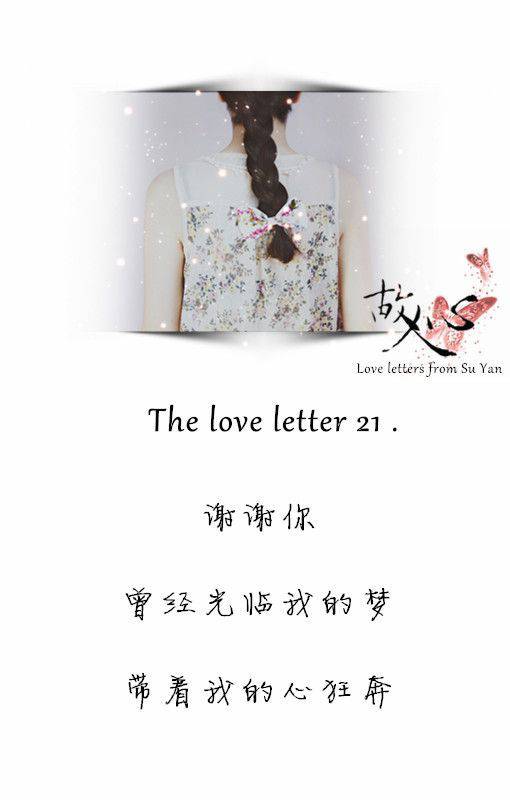 故心
Love letters from Su Yan
The love letter 21 .
谢谢你
曾经光临我的梦
带着我的心狂奔